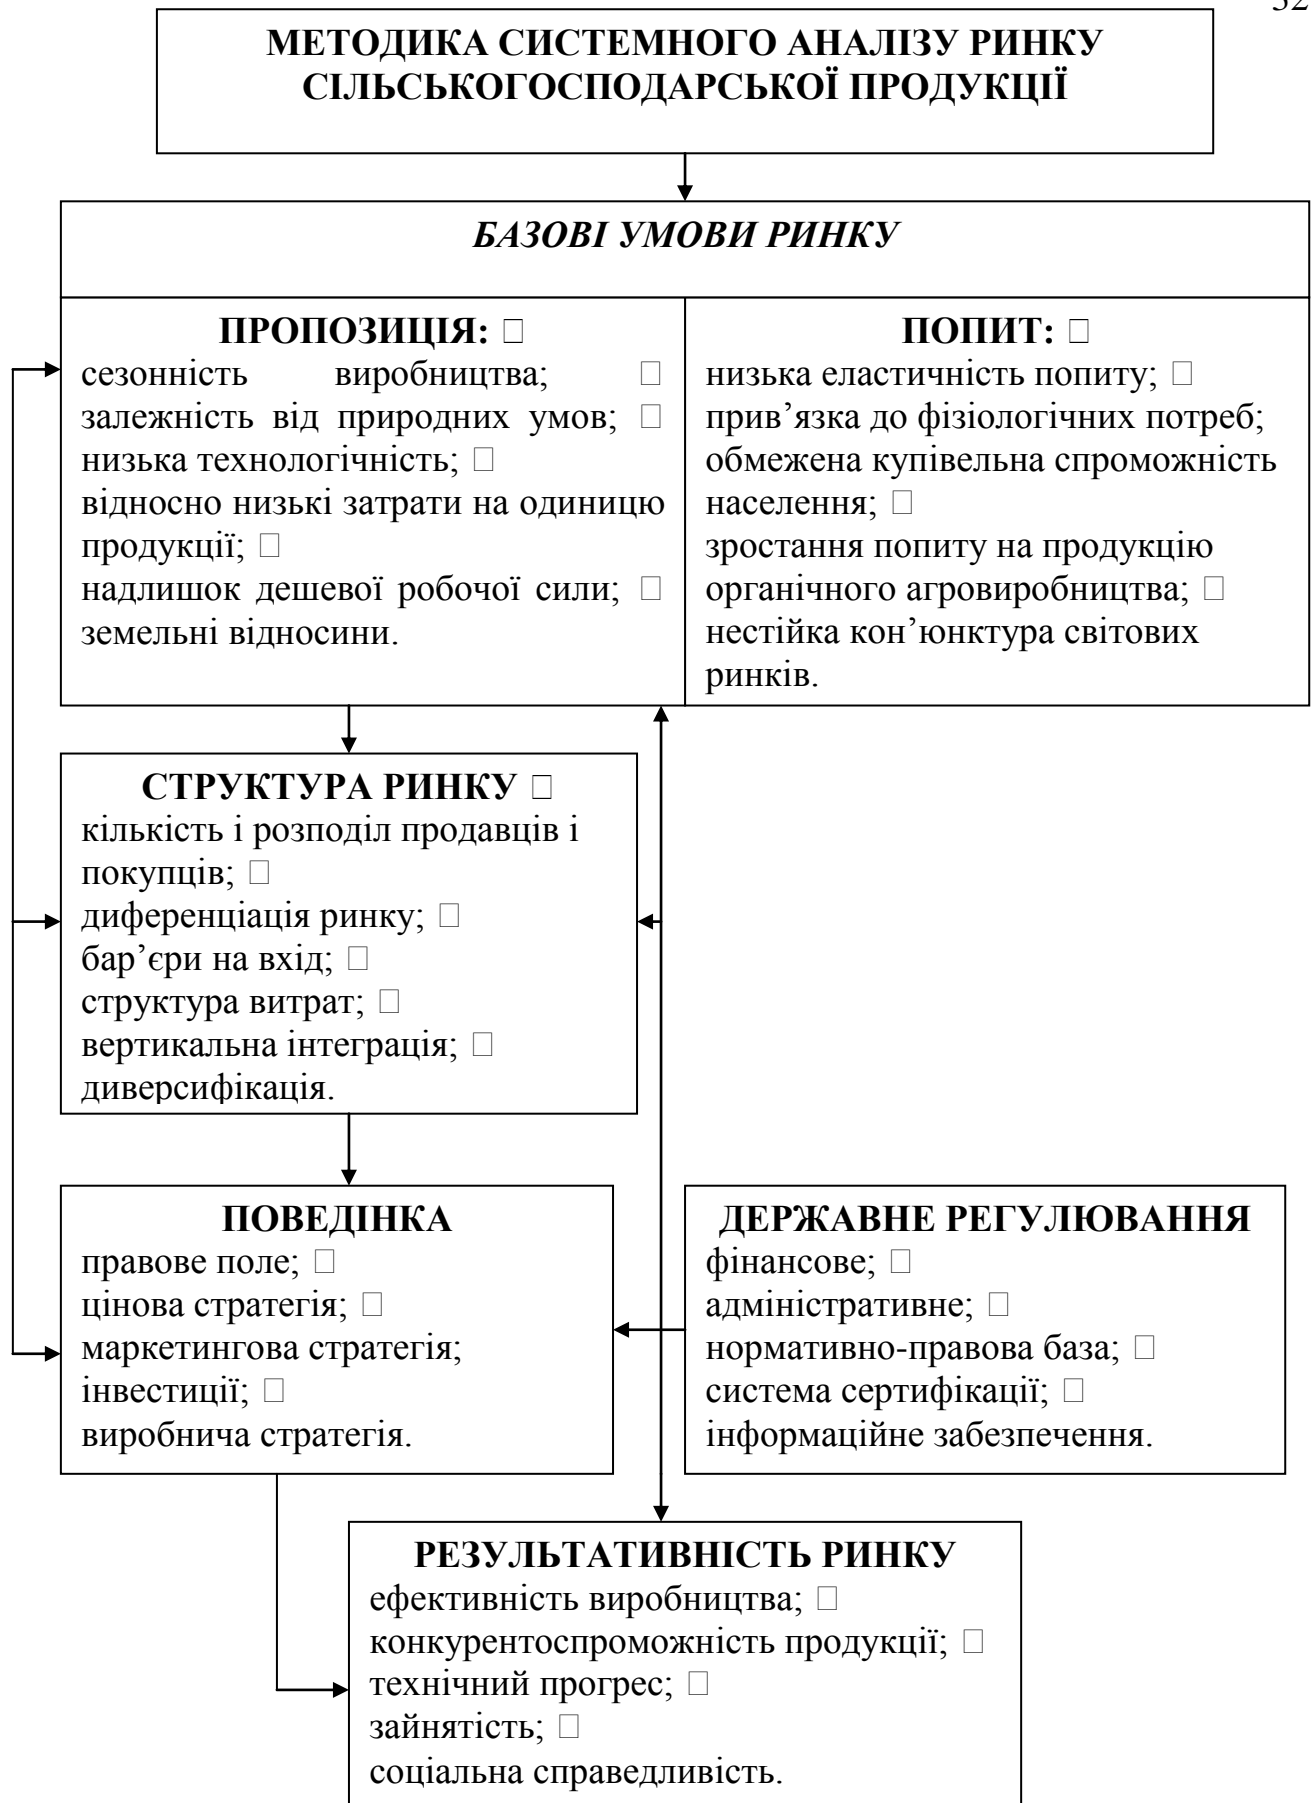 32
МЕТОДИКА СИСТЕМНОГО АНАЛІЗУ РИНКУ
СІЛЬСЬКОГОСПОДАРСЬКОЇ ПРОДУКЦІЇ
БАЗОВІ УМОВИ РИНКУ
ПРОПОЗИЦІЯ: □
сезонність виробництва; □
залежність від природних умов; □
низька технологічність; □
відносно низькі затрати на одиницю
продукції; □
надлишок дешевої робочої сили; □
земельні відносини.
ПОПИТ: □
низька еластичність попиту; □
прив’язка до фізіологічних потреб;
обмежена купівельна спроможність
населення; □
зростання попиту на продукцію
органічного агровиробництва; □
нестійка кон’юнктура світових
ринків.
СТРУКТУРА РИНКУ □
кількість і розподіл продавців і
покупців; □
диференціація ринку; □
бар’єри на вхід; □
структура витрат; □
вертикальна інтеграція; □
диверсифікація.
ПОВЕДІНКА
правове поле; □
цінова стратегія; □
маркетингова стратегія;
інвестиції; □
виробнича стратегія.
ДЕРЖАВНЕ РЕГУЛЮВАННЯ
фінансове; □
адміністративне; □
нормативно-правова база; □
система сертифікації; □
інформаційне забезпечення.
РЕЗУЛЬТАТИВНІСТЬ РИНКУ
ефективність виробництва; □
конкурентоспроможність продукції; □
технічний прогрес; □
зайнятість; □
соціальна справедливість.